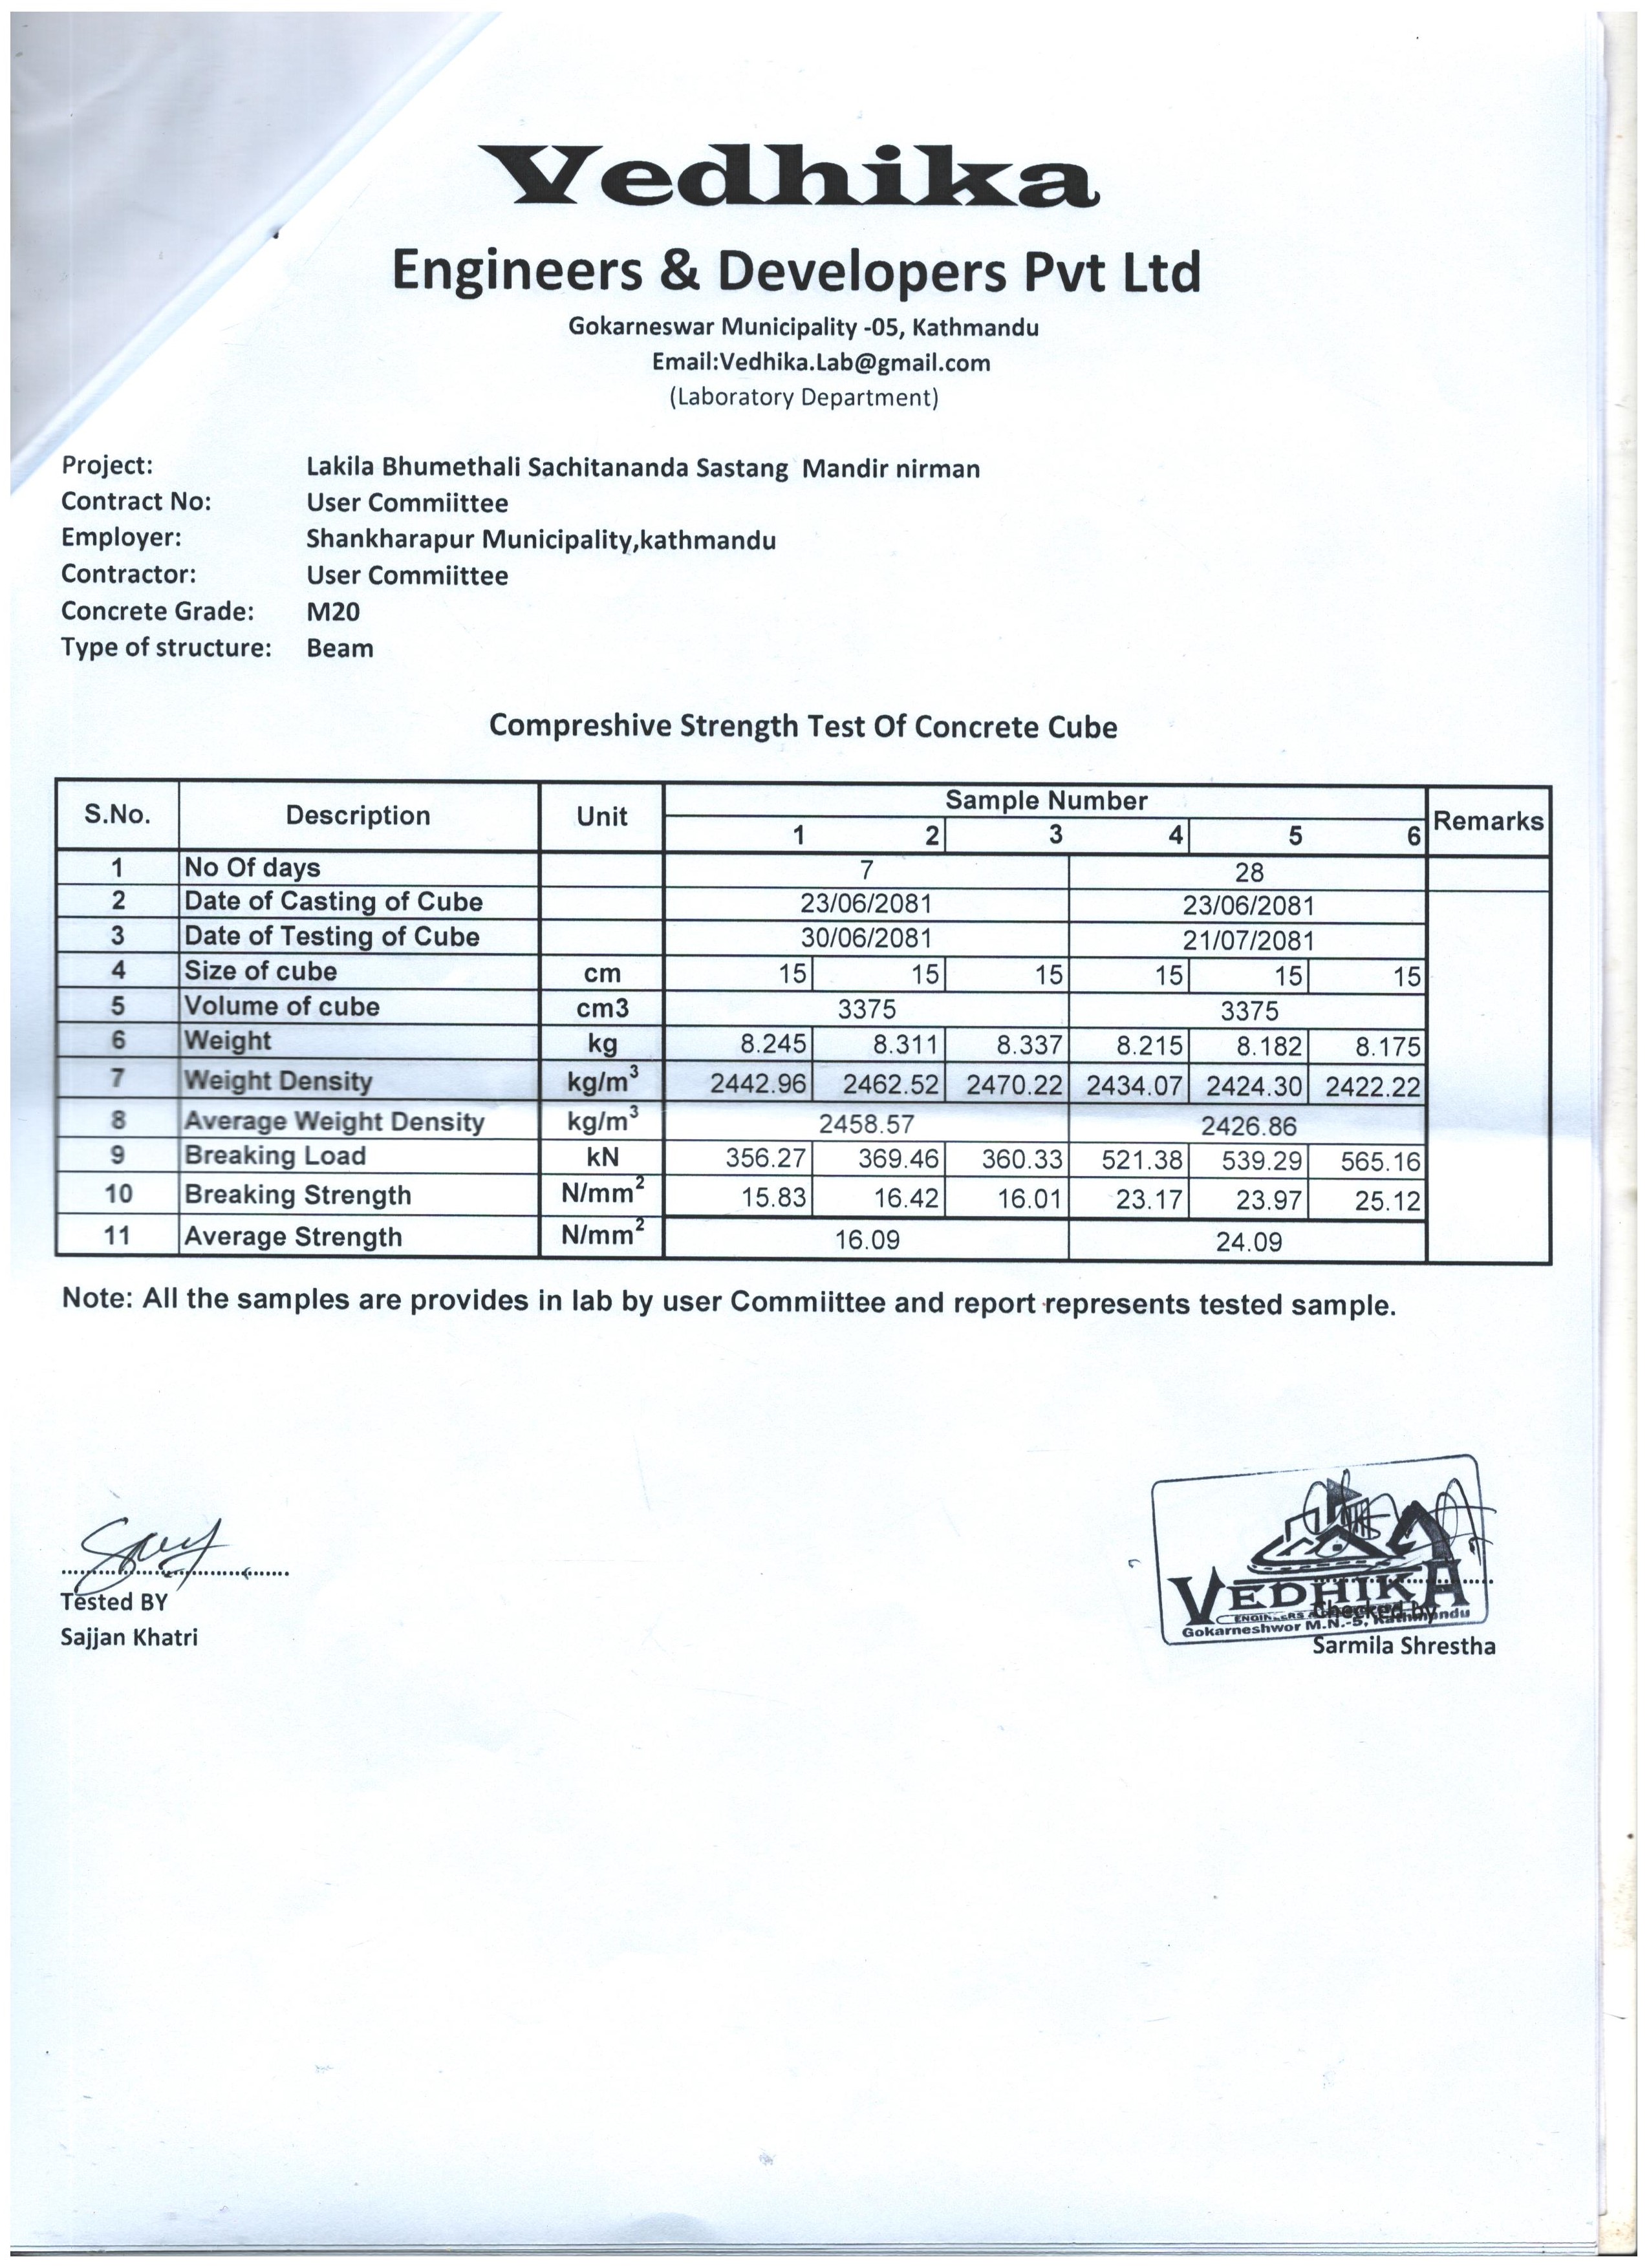 Vedhika
Engineers & Developers Pvt Ltd
Gokarneswar Municipality -05, Kathmandu
Email:Vedhika.Lab@gmail.com
(Laboratory Department)
Project: Lakila Bhumethali Sachitananda Sastang Mandir nirman
Contract No: User Commiittee
Employer: Shankharapur Municipality,kathmandu
Contractor: User Commiittee
Concrete Grade: M20
Type of structure: Beam
Compreshive Strength Test Of Concrete Cube
S.No. Description Unit Sample Number Remarks
1 2 3 4 5 6
1 No Of days 7 28
2 Date of Casting of Cube 23/06/2081 23/06/2081
3 Date of Testing of Cube 30/06/2081 21/07/2081
4 Size of cube cm 15 15 15 15 15 15
5 Volume of cube cm3 3375 3375
6 Weight kg 8.245 8.311 8.337 8.215 8.182 8.175
7 Weight Density kg/m³ 2442.96 2462.52 2470.22 2434.07 2424.30 2422.22
8 Average Weight Density kg/m³ 2458.57 2426.86
9 Breaking Load kN 356.27 369.46 360.33 521.38 539.29 565.16
10 Breaking Strength N/mm² 15.83 16.42 16.01 23.17 23.97 25.12
11 Average Strength N/mm² 16.09 24.09
Note: All the samples are provides in lab by user Commiittee and report represents tested sample.
Tested BY
Sajjan Khatri
VEDHIKA
Checked by
Gokarneshwor M.N.-5, Kathmandu
Sarmila Shrestha